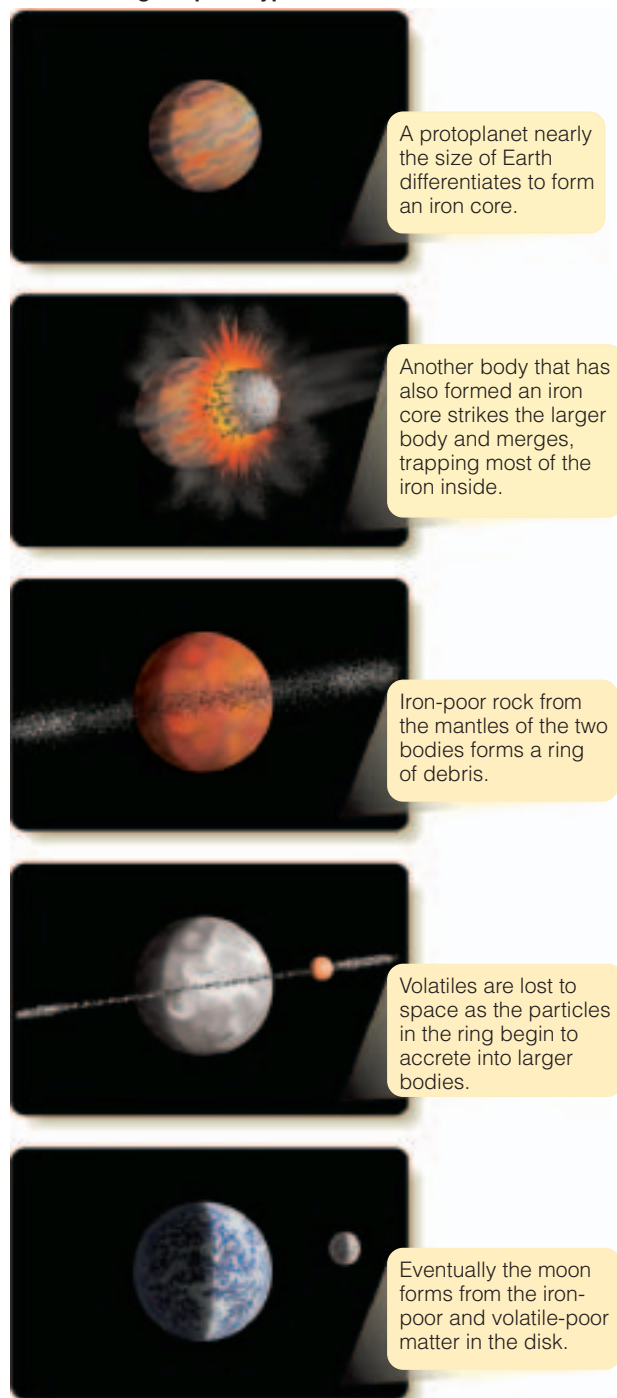 A protoplanet nearly
the size of Earth
differentiates to form
an iron core.
Another body that has
also formed an iron
core strikes the larger
body and merges,
trapping most of the
iron inside.
Iron-poor rock from
the mantles of the two
bodies forms a ring
of debris.
Volatiles are lost to
space as the particles
in the ring begin to
accrete into larger
bodies.
Eventually the moon
forms from the iron-
poor and volatile-poor
matter in the disk.